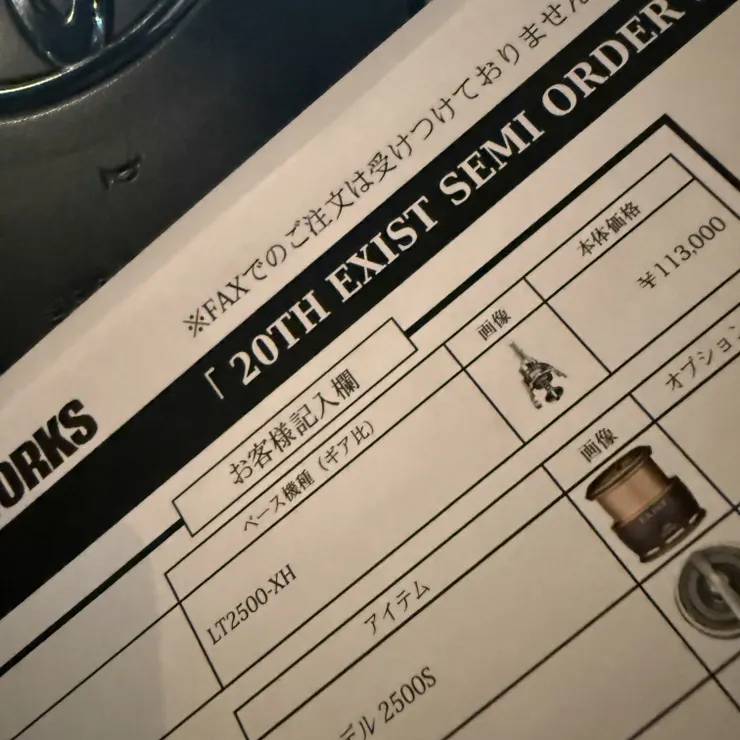 ※FAXでのご注文は受けつけておりません
「20TH EXIST SEMI ORDER
ORKS
お客様記入欄
ベース機種（ギア比）
画像
本体価格
LT2500-XH
¥113,000
アイテム
画像
オプション
デル 2500S
EXIST